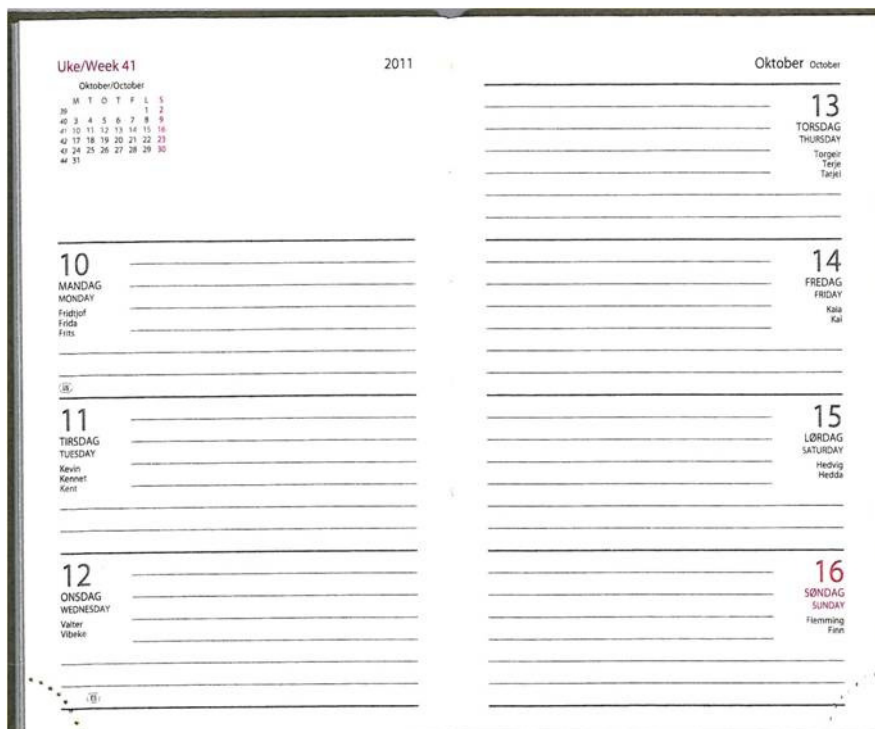 Uke/Week 41
2011
Oktober/October
M T O T F L S
39 1 2
40 3 4 5 6 7 8 9
41 10 11 12 13 14 15 16
42 17 18 19 20 21 22 23
43 24 25 26 27 28 29 30
44 31
10
MANDAG
MONDAY
Fridtjof
Frida
Frits
11
TIRSDAG
TUESDAY
Kevin
Kennet
Kent
12
ONSDAG
WEDNESDAY
Valter
Vibeke
Oktober October
13
TORSDAG
THURSDAY
Torgeir
Terje
Tarjei
14
FREDAG
FRIDAY
Kaia
Kai
15
LØRDAG
SATURDAY
Hedvig
Hedda
16
SØNDAG
SUNDAY
Flemming
Finn